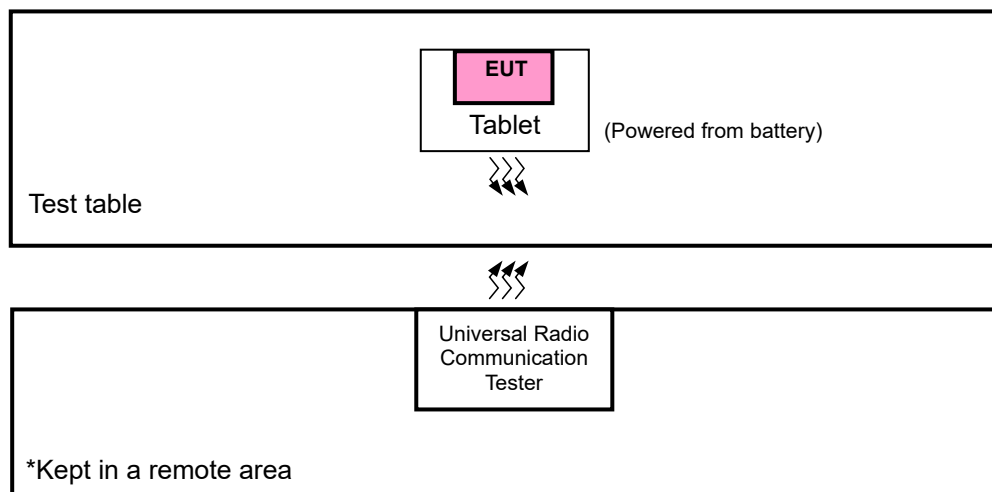 EUT
Tablet
(Powered from battery)
Test table
Universal Radio
Communication
Tester
*Kept in a remote area